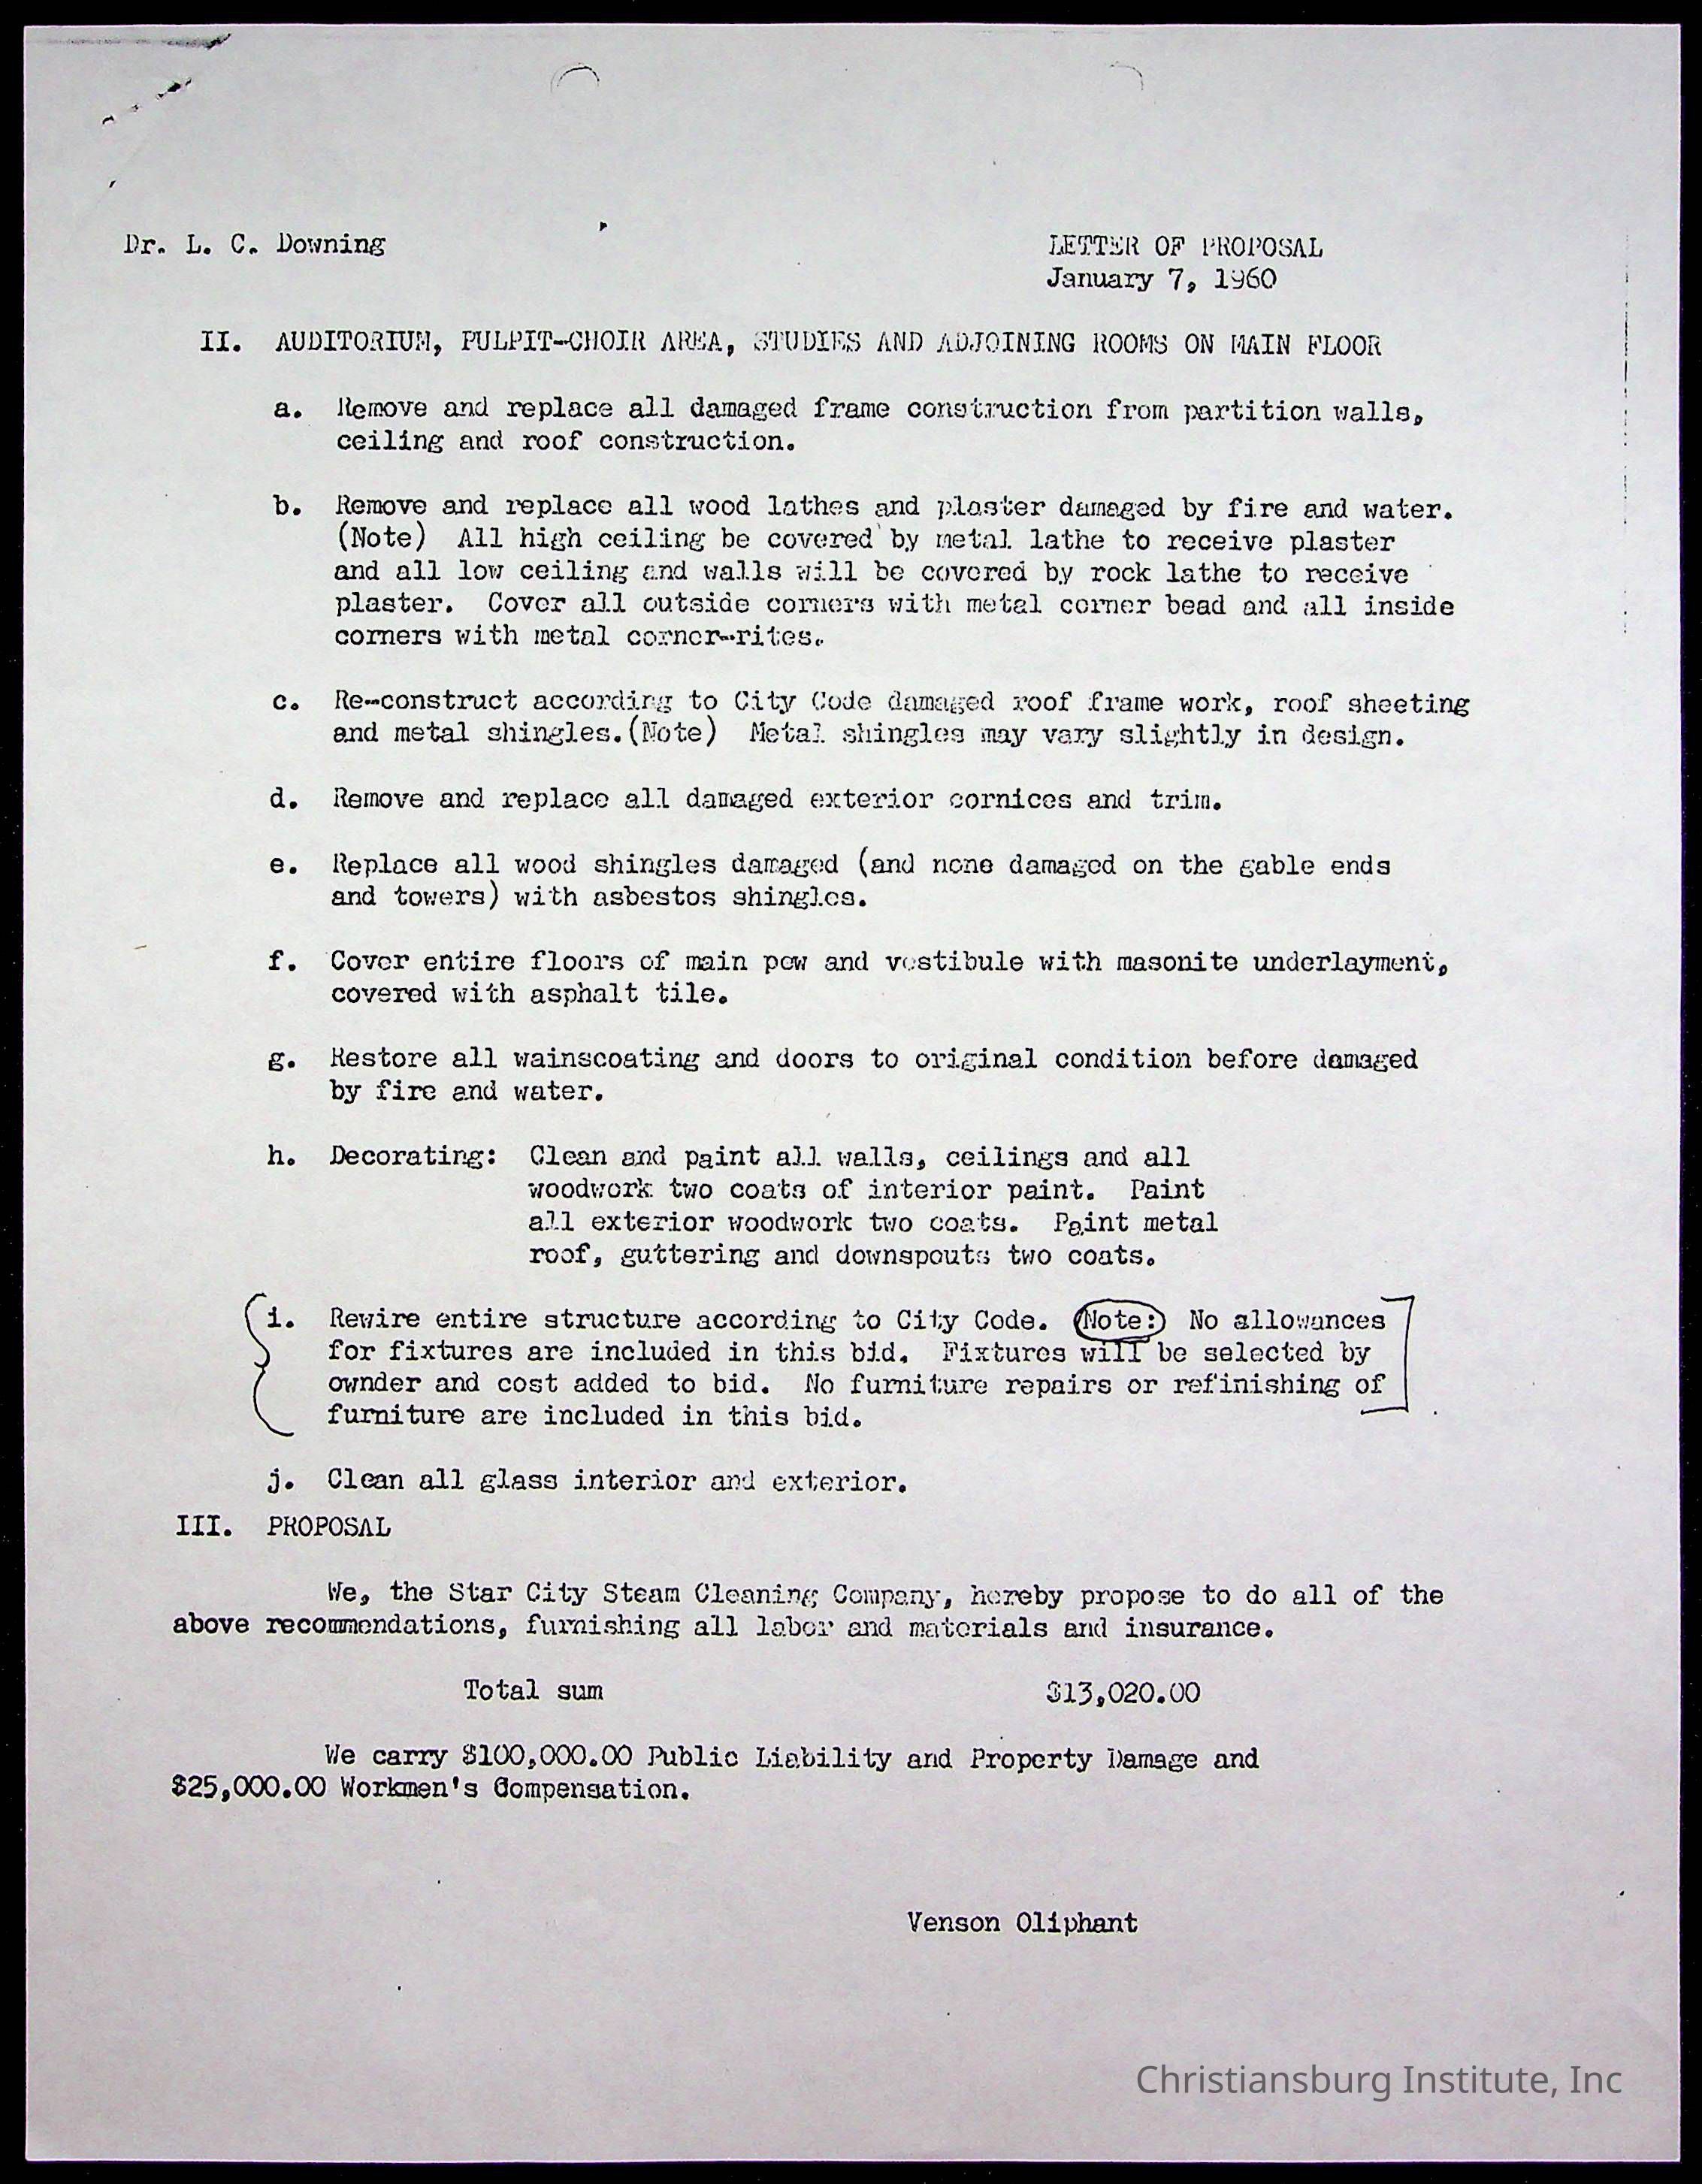 Dr. L. C. Downing
LETTER OF PROPOSAL
January 7, 1960
II. AUDITORIUM, PULPIT-CHOIR AREA, STUDIES AND ADJOINING ROOMS ON MAIN FLOOR
a. Remove and replace all damaged frame construction from partition walls,
ceiling and roof construction.
b. Remove and replace all wood lathes and plaster damaged by fire and water.
(Note) All high ceiling be covered by metal lathe to receive plaster
and all low ceiling and walls will be covered by rock lathe to receive
plaster. Cover all outside corners with metal corner bead and all inside
corners with metal corner-rites.
c. Re-construct according to City Code damaged roof frame work, roof sheeting
and metal shingles.(Note) Metal shingles may vary slightly in design.
d. Remove and replace all damaged exterior cornices and trim.
e. Replace all wood shingles damaged (and none damaged on the gable ends
and towers) with asbestos shingles.
f. Cover entire floors of main pew and vestibule with masonite underlayment,
covered with asphalt tile.
g. Restore all wainscoating and doors to original condition before damaged
by fire and water.
h. Decorating: Clean and paint all walls, ceilings and all
woodwork two coats of interior paint. Paint
all exterior woodwork two coats. Paint metal
roof, guttering and downspouts two coats.
i. Rewire entire structure according to City Code. Note: No allowances
for fixtures are included in this bid. Fixtures will be selected by
ownder and cost added to bid. No furniture repairs or refinishing of
furniture are included in this bid.
j. Clean all glass interior and exterior.
III. PROPOSAL
We, the Star City Steam Cleaning Company, hereby propose to do all of the
above recommendations, furnishing all labor and materials and insurance.
Total sum $13,020.00
We carry $100,000.00 Public Liability and Property Damage and
$25,000.00 Workmen's Compensation.
Venson Oliphant
Christiansburg Institute, Inc